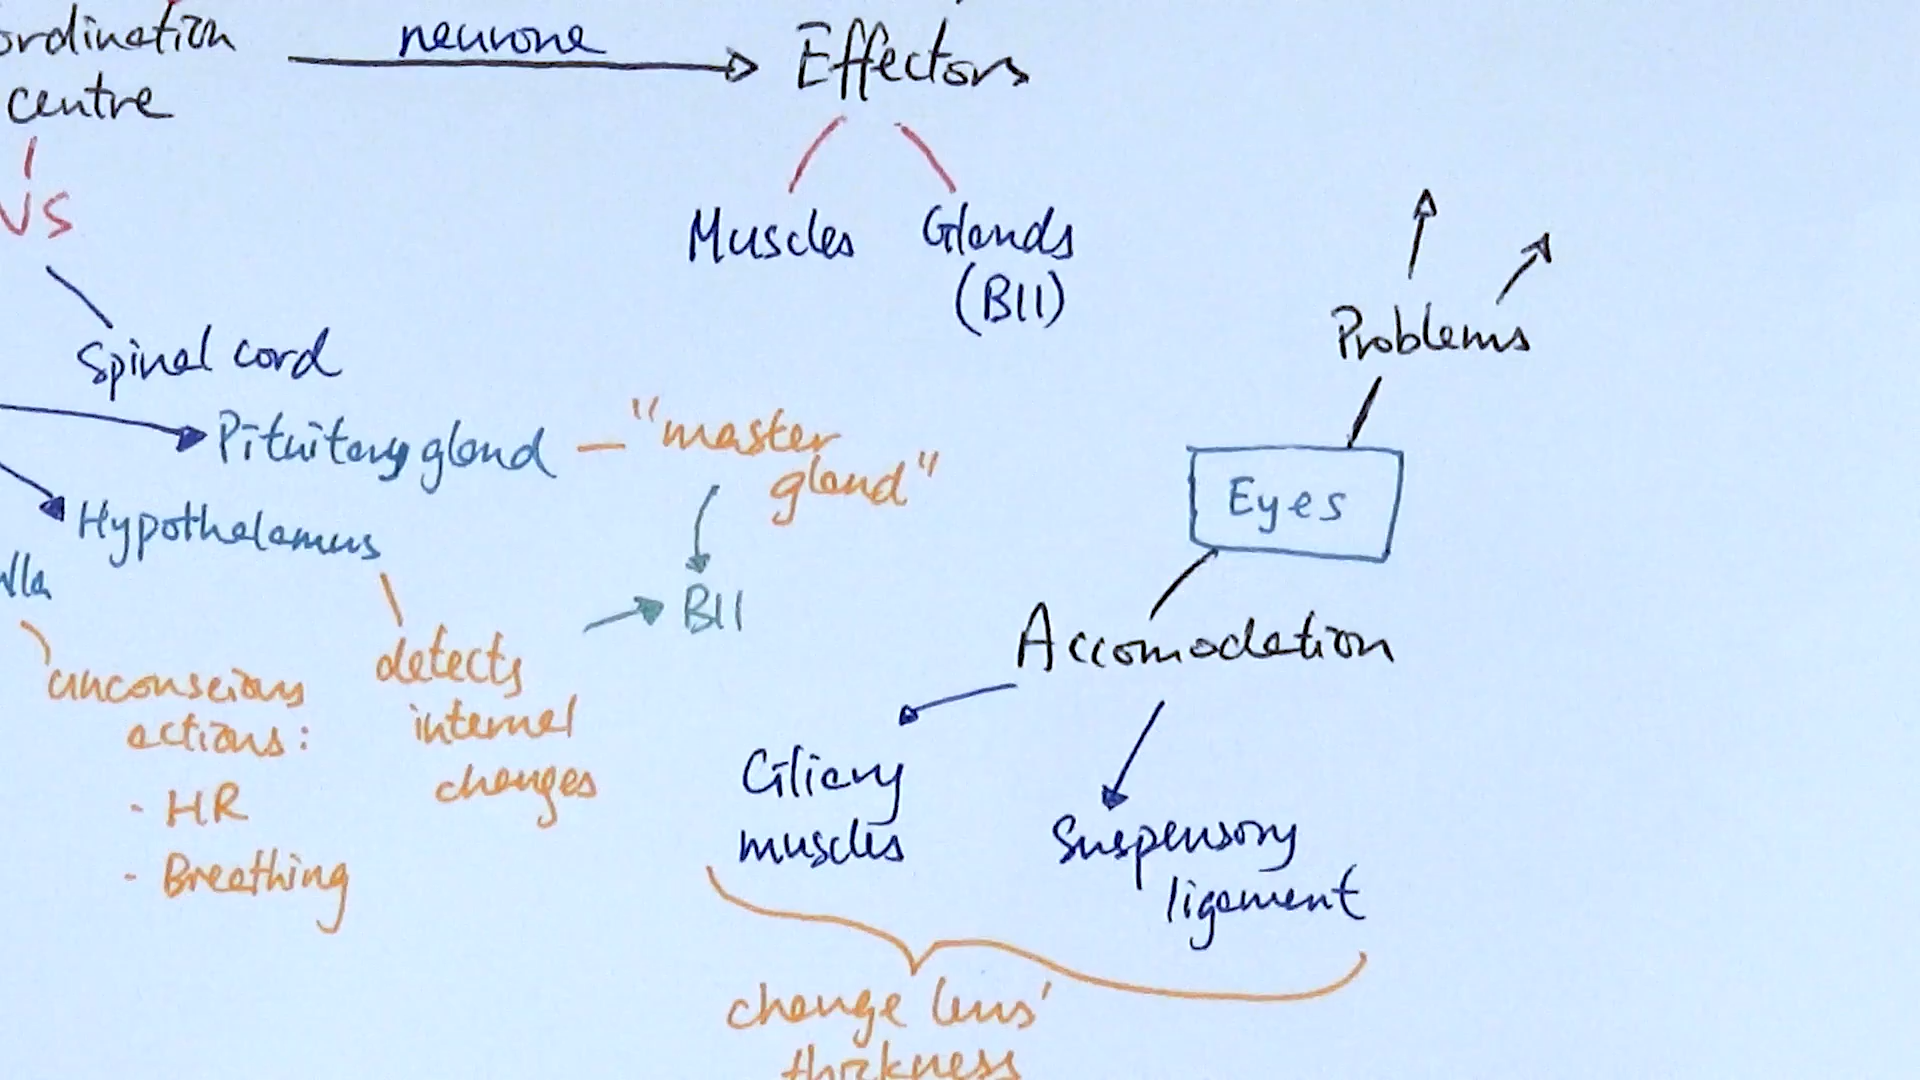 ordination
centre
neurone
Effectors
Muscles
Glands
(B11)
NS
Spinal cord
Pituitary gland
"master
gland"
Hypothalamus
B11
lla
unconscious
actions:
- HR
- Breathing
detects
internal
changes
Problems
Eyes
Accomodation
Ciliary
muscles
Suspensory
ligament
change lens'
thickness